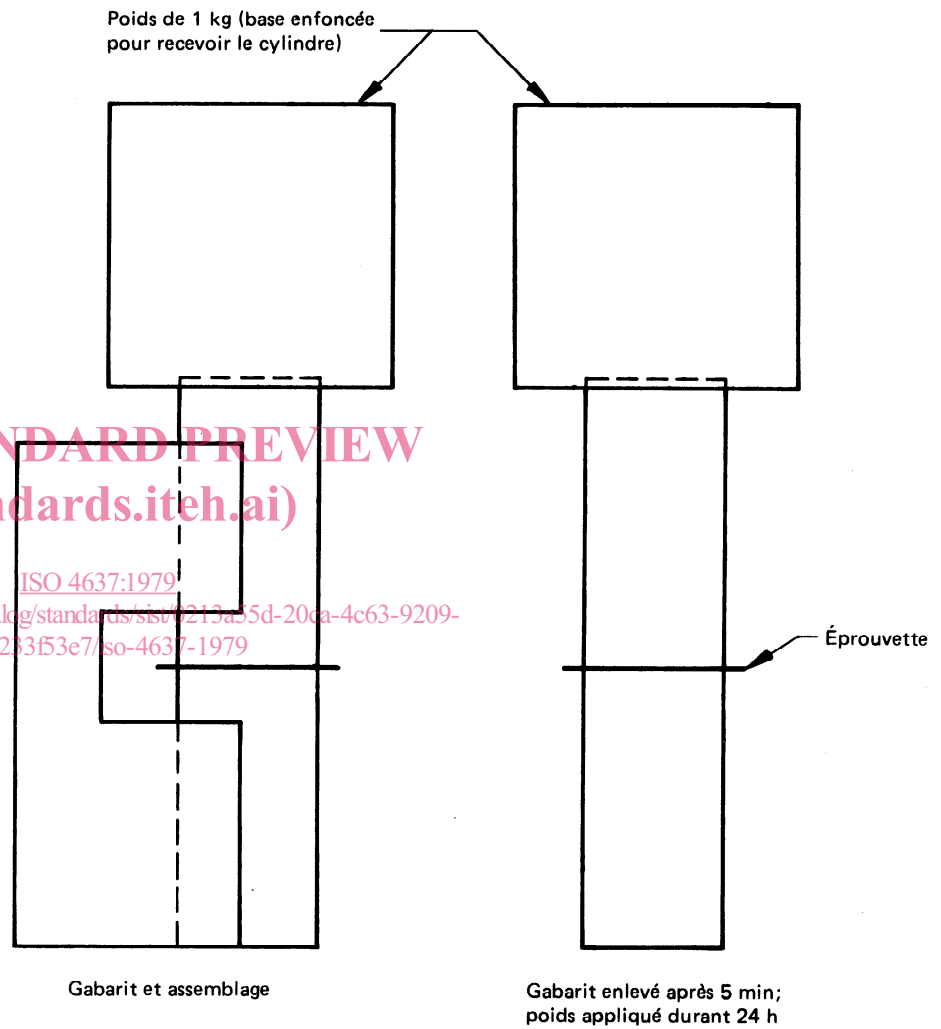 Poids de 1 kg (base enfoncée
pour recevoir le cylindre)
NDARD PREVIEW
ndards.iteh.ai)
ISO 4637:1979
log/standards/sist/0213a55d-20ca-4c63-9209-
233f53e7/iso-4637-1979
Éprouvette
Gabarit et assemblage
Gabarit enlevé après 5 min;
poids appliqué durant 24 h